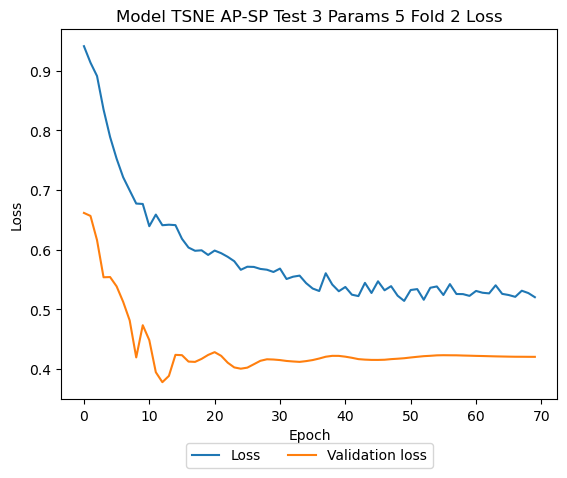 Model TSNE AP-SP Test 3 Params 5 Fold 2 Loss
0.9
0.8
0.7
0.6
0.5
0.4
Loss
0 10 20 30 40 50 60 70
Epoch
Loss Validation loss